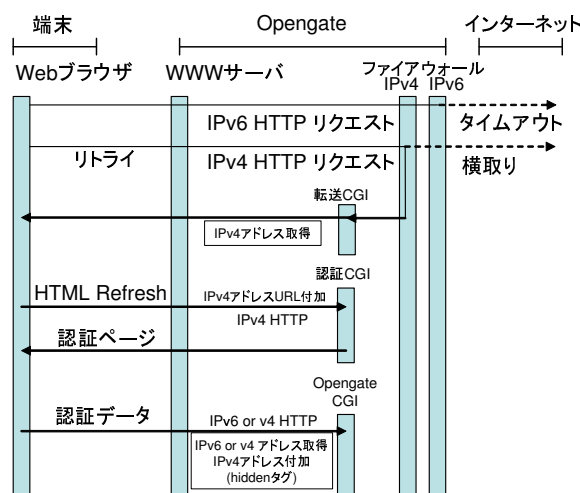 端末
Opengate
インターネット
Webブラウザ
WWWサーバ
ファイアウォール
IPv4
IPv6
IPv6 HTTP リクエスト
タイムアウト
リトライ
IPv4 HTTP リクエスト
横取り
転送CGI
IPv4アドレス取得
認証CGI
HTML Refresh
IPv4アドレスURL付加
IPv4 HTTP
認証ページ
Opengate
CGI
認証データ
IPv6 or v4 HTTP
IPv6 or v4 アドレス取得
IPv4アドレス付加
(hiddenタグ)